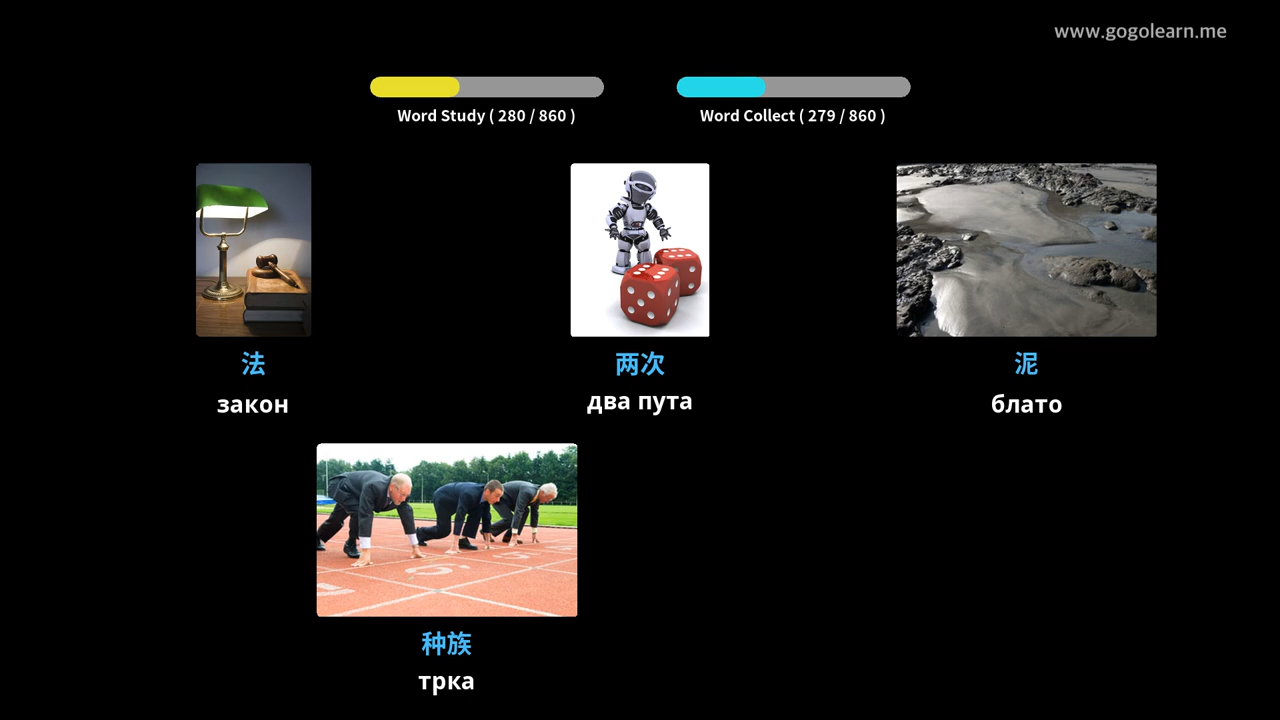 www.gogolearn.me
Word Study ( 280 / 860 )
Word Collect ( 279 / 860 )
法
закон
两次
два пута
泥
блато
种族
трка